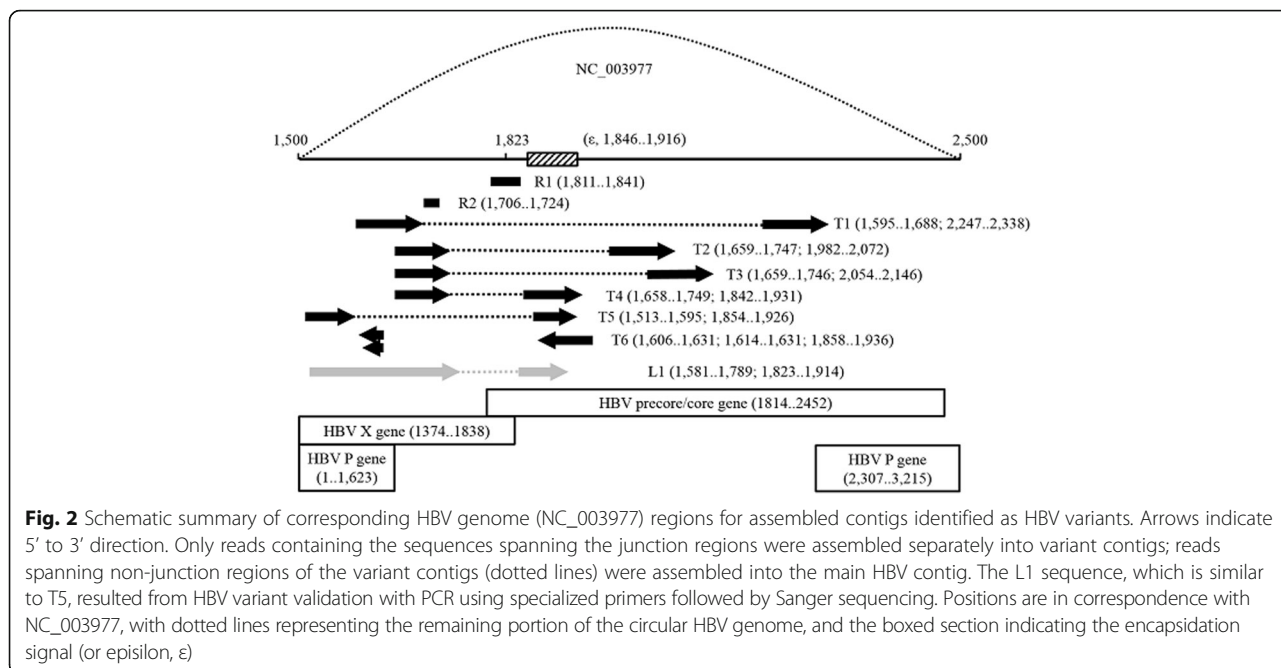 NC_003977
1,500 1,823 (ε, 1,846..1,916) 2,500
R1 (1,811..1,841)
R2 (1,706..1,724)
T1 (1,595..1,688; 2,247..2,338)
T2 (1,659..1,747; 1,982..2,072)
T3 (1,659..1,746; 2,054..2,146)
T4 (1,658..1,749; 1,842..1,931)
T5 (1,513..1,595; 1,854..1,926)
T6 (1,606..1,631; 1,614..1,631; 1,858..1,936)
L1 (1,581..1,789; 1,823..1,914)
HBV precore/core gene (1814..2452)
HBV X gene (1374..1838)
HBV P gene
(1..1,623)
HBV P gene
(2,307..3,215)
Fig. 2 Schematic summary of corresponding HBV genome (NC_003977) regions for assembled contigs identified as HBV variants. Arrows indicate
5’ to 3’ direction. Only reads containing the sequences spanning the junction regions were assembled separately into variant contigs; reads
spanning non-junction regions of the variant contigs (dotted lines) were assembled into the main HBV contig. The L1 sequence, which is similar
to T5, resulted from HBV variant validation with PCR using specialized primers followed by Sanger sequencing. Positions are in correspondence with
NC_003977, with dotted lines representing the remaining portion of the circular HBV genome, and the boxed section indicating the encapsidation
signal (or episilon, ε)